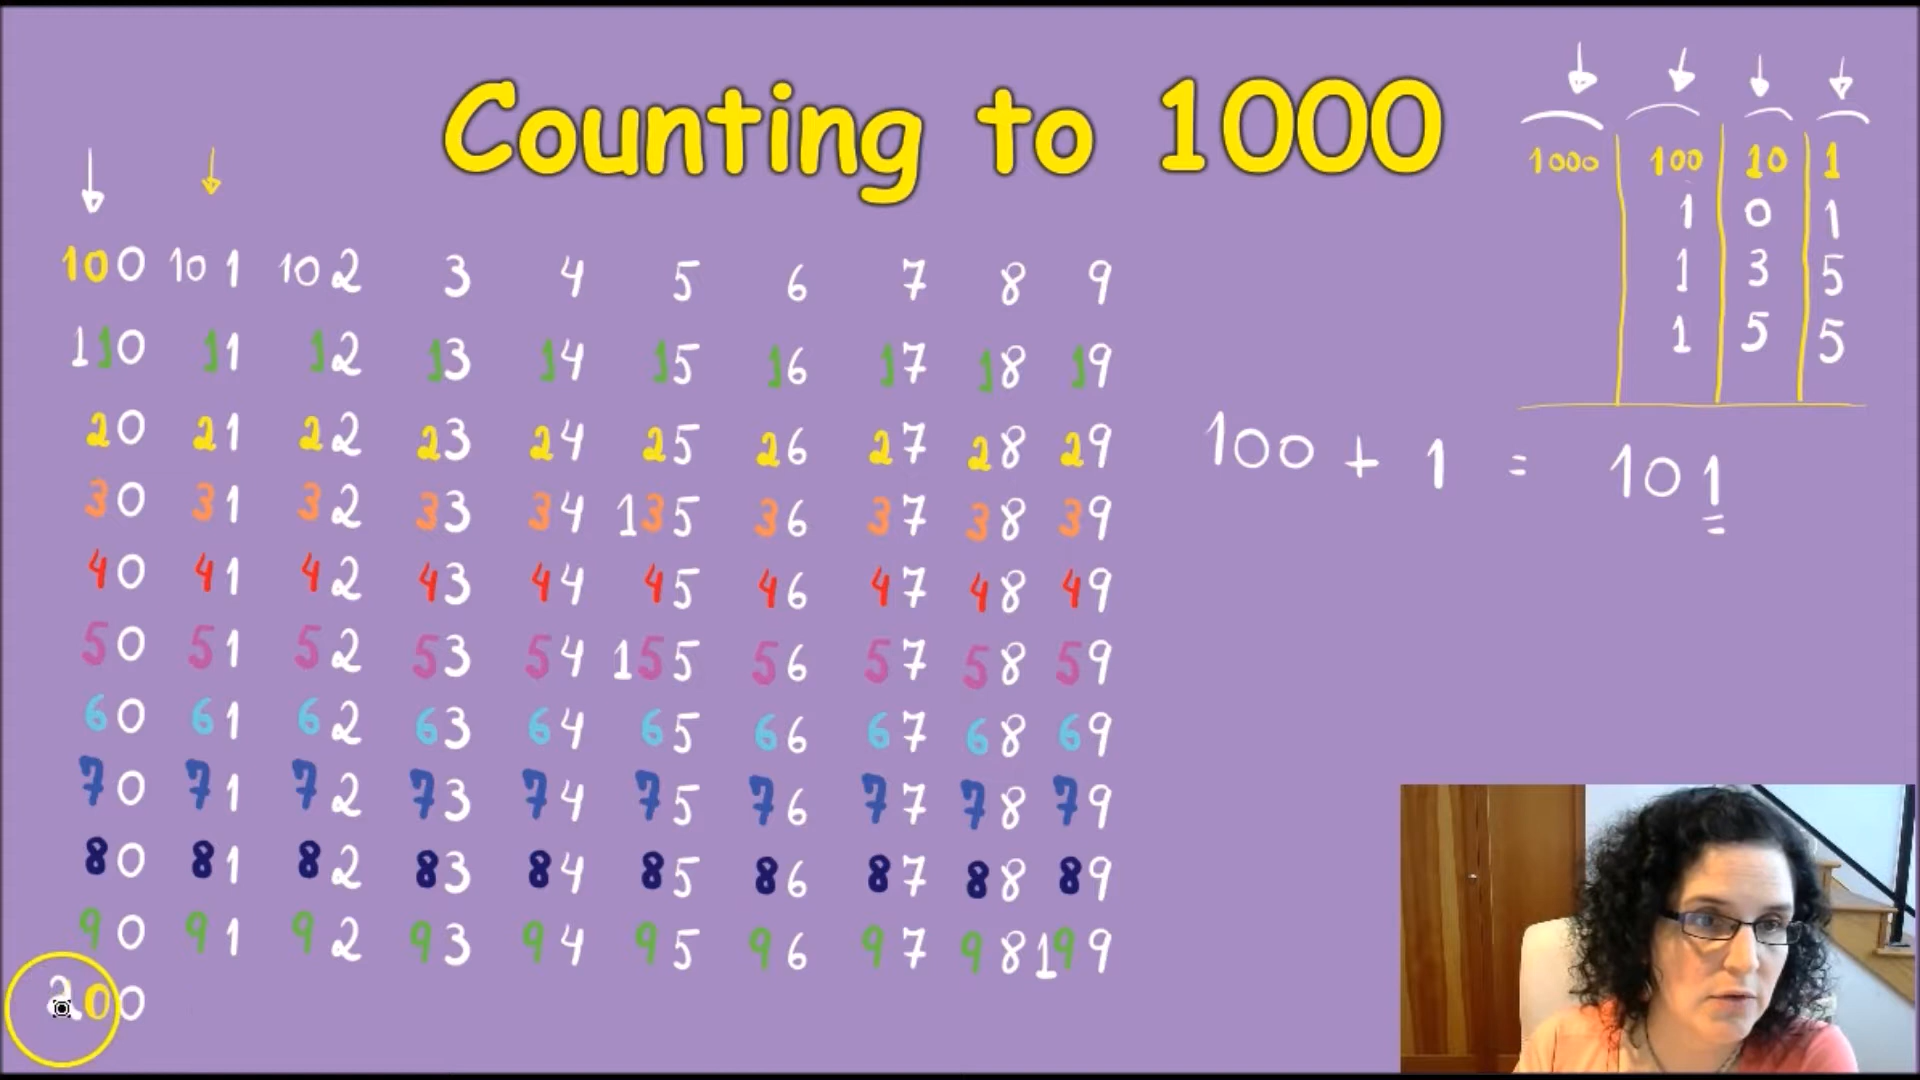 Counting to 1000
1000 100 10 1
1 0 1
1 3 5
1 5 5
100 101 102 3 4 5 6 7 8 9
110 11 12 13 14 15 16 17 18 19
20 21 22 23 24 25 26 27 28 29
30 31 32 33 34 135 36 37 38 39
40 41 42 43 44 45 46 47 48 49
50 51 52 53 54 155 56 57 58 59
60 61 62 63 64 65 66 67 68 69
70 71 72 73 74 75 76 77 78 79
80 81 82 83 84 85 86 87 88 89
90 91 92 93 94 95 96 97 98 199
200
100 + 1 = 101